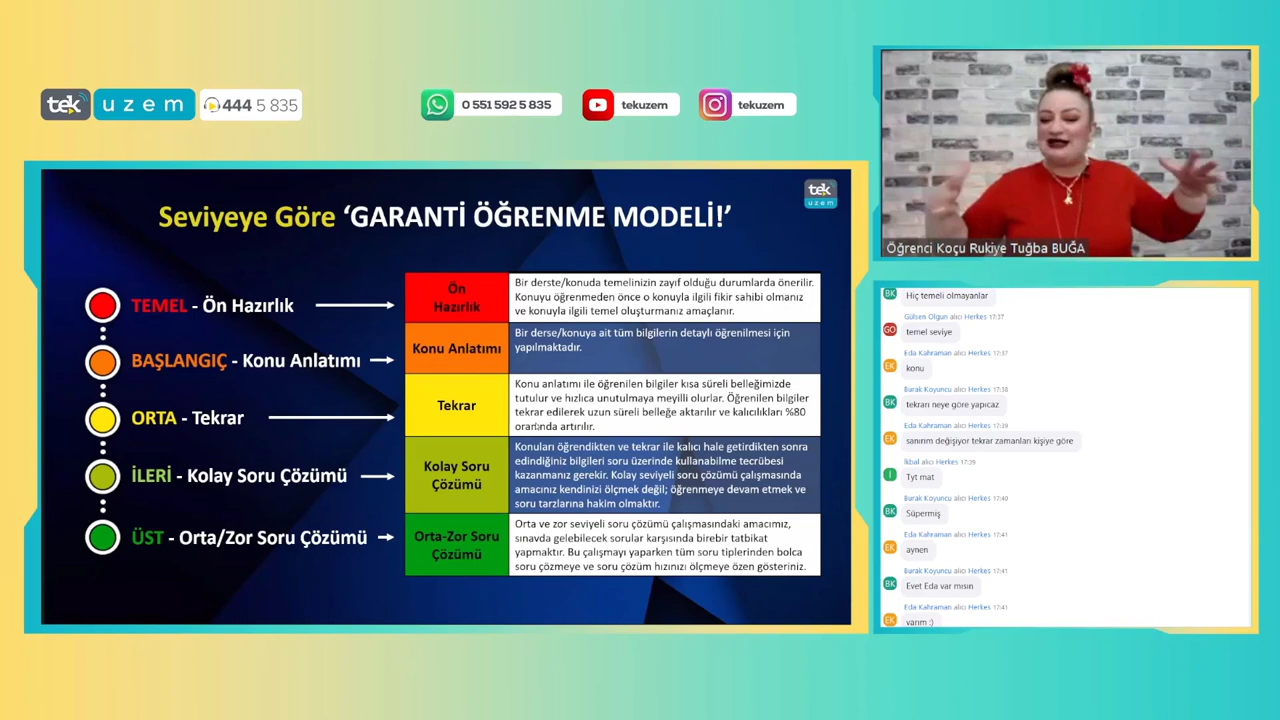 tek
uzem
444 5 835
0 551 592 5 835
tekuzem
tekuzem
tek
uzem
Seviyeye Göre ‘GARANTİ ÖĞRENME MODELİ!’
TEMEL - Ön Hazırlık
BAŞLANGIÇ - Konu Anlatımı
ORTA - Tekrar
İLERİ - Kolay Soru Çözümü
ÜST - Orta/Zor Soru Çözümü
Ön
Hazırlık
Bir derste/konuda temelinizin zayıf olduğu durumlarda önerilir.
Konuyu öğrenmeden önce o konuyla ilgili fikir sahibi olmanız
ve konuyla ilgili temel oluşturmanız amaçlanır.
Konu Anlatımı
Bir derse/konuya ait tüm bilgilerin detaylı öğrenilmesi için
yapılmaktadır.
Tekrar
Konu anlatımı ile öğrenilen bilgiler kısa süreli belleğimizde
tutulur ve hızlıca unutulmaya meyilli olurlar. Öğrenilen bilgiler
tekrar edilerek uzun süreli belleğe aktarılır ve kalıcılıkları %80
oranında artırılır.
Kolay Soru
Çözümü
Konuları öğrendikten ve tekrar ile kalıcı hale getirdikten sonra
edindiğiniz bilgileri soru üzerinde kullanabilme tecrübesi
kazanmanız gerekir. Kolay seviyeli soru çözümü çalışmasında
amacınız kendinizi ölçmek değil; öğrenmeye devam etmek ve
soru tarzlarına hakim olmaktır.
Orta-Zor Soru
Çözümü
Orta ve zor seviyeli soru çözümü çalışmasındaki amacımız,
sınavda gelebilecek sorular karşısında birebir tatbikat
yapmaktır. Bu çalışmayı yaparken tüm soru tiplerinden bolca
soru çözmeye ve soru çözüm hızınızı ölçmeye özen gösteriniz.
Öğrenci Koçu Rukiye Tuğba BUĞA
BK
Hiç temeli olmayanlar
Gülsen Olgun alıcı Herkes 17:37
GO
temel seviye
Eda Kahraman alıcı Herkes 17:37
EK
konu
Burak Koyuncu alıcı Herkes 17:38
BK
tekrarı neye göre yapıcaz
Eda Kahraman alıcı Herkes 17:39
EK
sanırım değişiyor tekrar zamanları kişiye göre
İkbal alıcı Herkes 17:39
İ
Tyt mat
Burak Koyuncu alıcı Herkes 17:40
BK
Süpermiş
Eda Kahraman alıcı Herkes 17:41
EK
aynen
Burak Koyuncu alıcı Herkes 17:41
BK
Evet Eda var mısın
Eda Kahraman alıcı Herkes 17:41
EK
varım :)